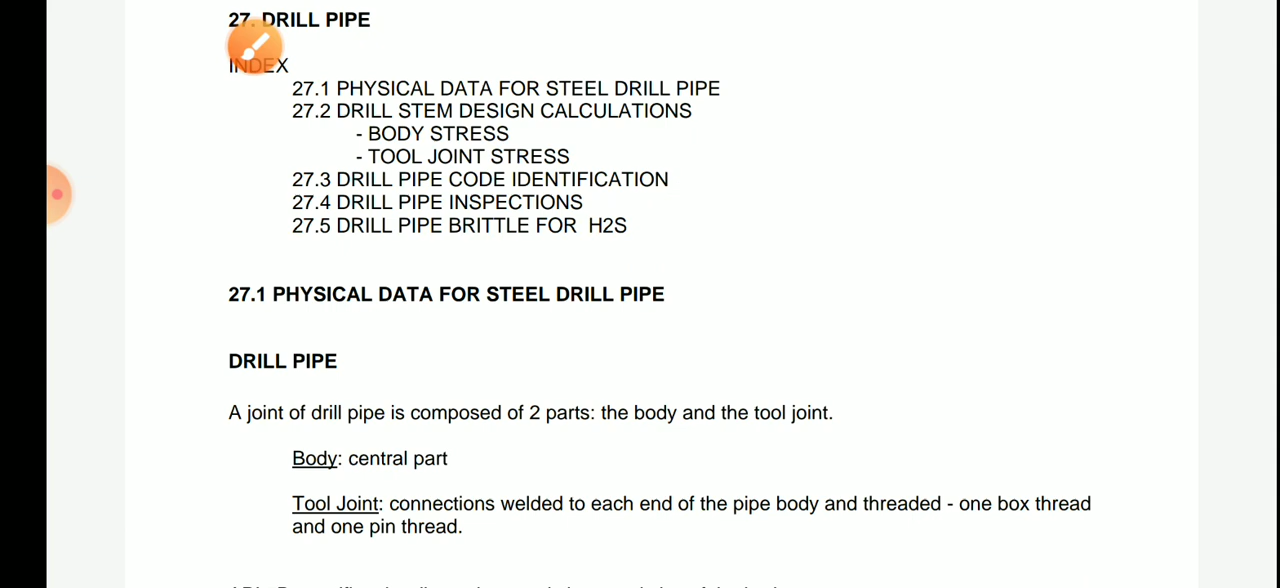 27. DRILL PIPE
INDEX
27.1 PHYSICAL DATA FOR STEEL DRILL PIPE
27.2 DRILL STEM DESIGN CALCULATIONS
- BODY STRESS
- TOOL JOINT STRESS
27.3 DRILL PIPE CODE IDENTIFICATION
27.4 DRILL PIPE INSPECTIONS
27.5 DRILL PIPE BRITTLE FOR  H2S
27.1 PHYSICAL DATA FOR STEEL DRILL PIPE
DRILL PIPE
A joint of drill pipe is composed of 2 parts: the body and the tool joint.
Body: central part
Tool Joint: connections welded to each end of the pipe body and threaded - one box thread
and one pin thread.